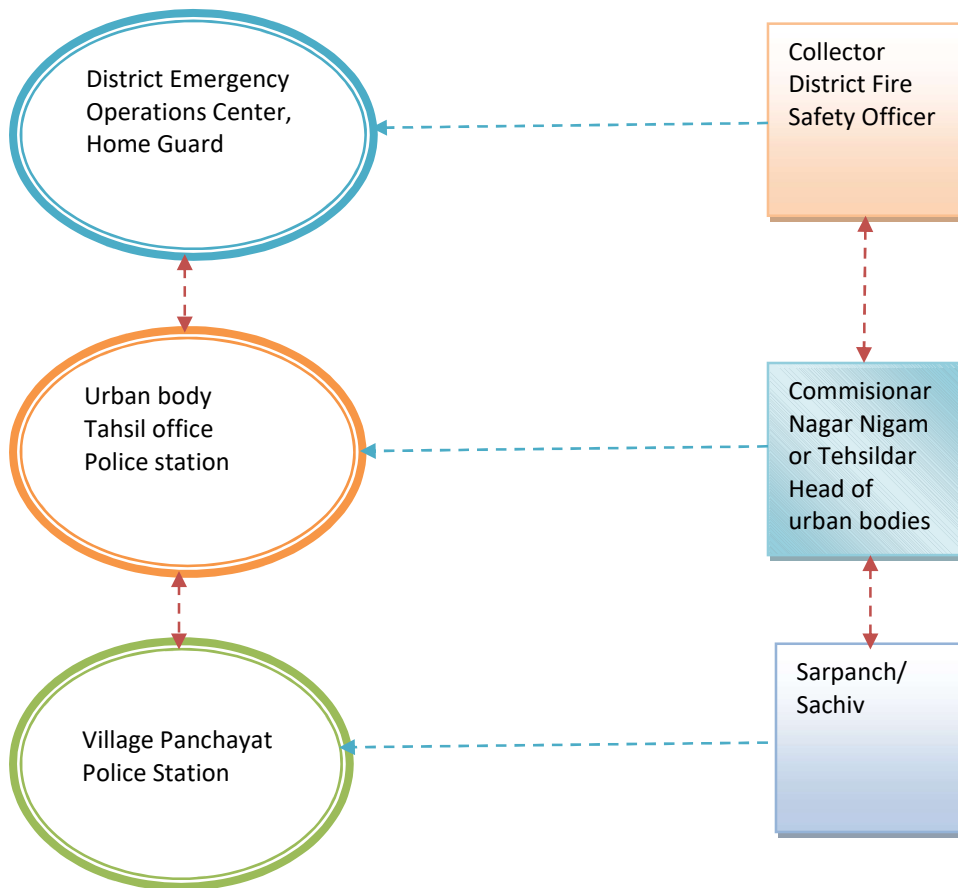 District Emergency
Operations Center,
Home Guard
Collector
District Fire
Safety Officer
Urban body
Tahsil office
Police station
Commisionar
Nagar Nigam
or Tehsildar
Head of
urban bodies
Village Panchayat
Police Station
Sarpanch/
Sachiv